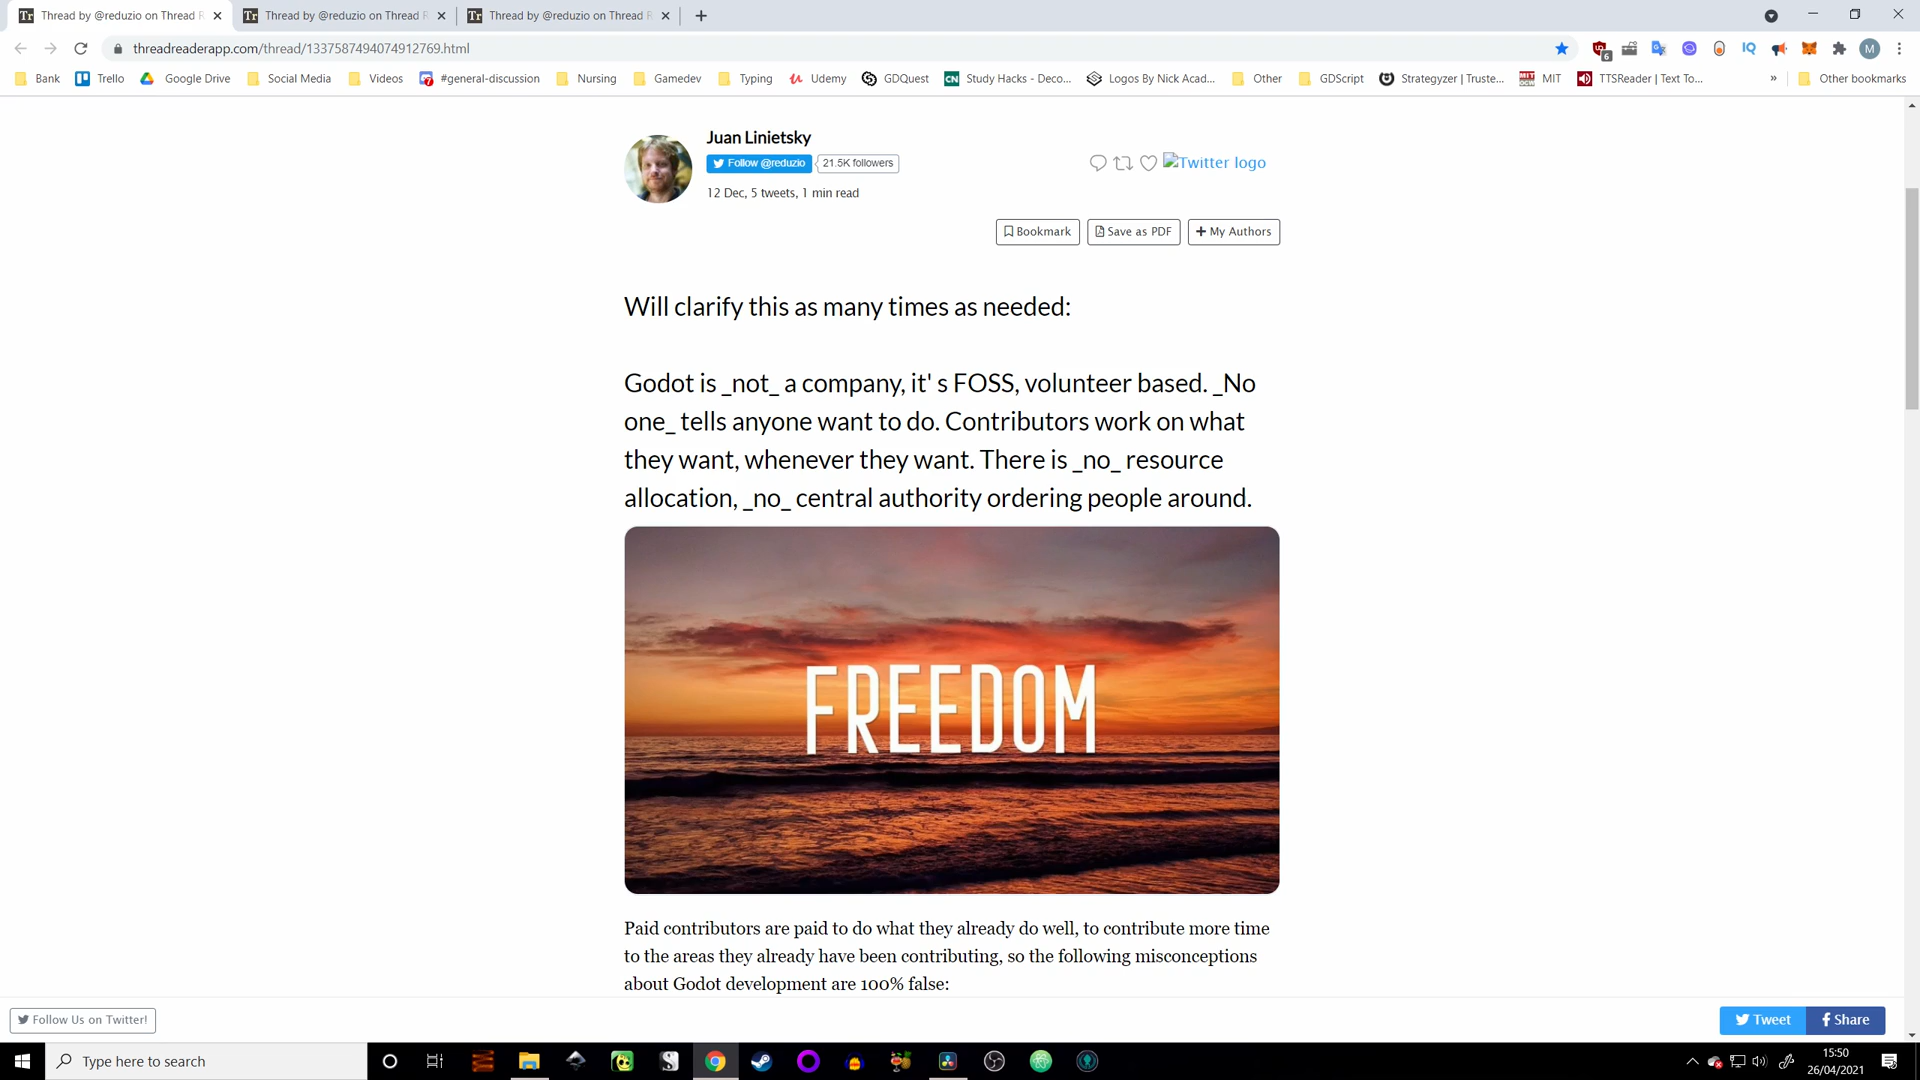 Thread by @reduzio on Thread R
Thread by @reduzio on Thread R
Thread by @reduzio on Thread R
threadreaderapp.com/thread/1337587494074912769.html
6
IQ
M
Bank
Trello
Google Drive
Social Media
Videos
#general-discussion
Nursing
Gamedev
Typing
Udemy
GDQuest
CN
Study Hacks - Deco...
Logos By Nick Acad...
Other
GDScript
Strategyzer | Truste...
MIT
MIT
TTSReader | Text To...
»
Other bookmarks
Juan Linietsky
Follow @reduzio
21.5K followers
12 Dec, 5 tweets, 1 min read
Twitter logo
Bookmark
Save as PDF
+ My Authors
Will clarify this as many times as needed:
Godot is _not_ a company, it' s FOSS, volunteer based. _No
one_ tells anyone want to do. Contributors work on what
they want, whenever they want. There is _no_ resource
allocation, _no_ central authority ordering people around.
FREEDOM
Paid contributors are paid to do what they already do well, to contribute more time
to the areas they already have been contributing, so the following misconceptions
about Godot development are 100% false:
Follow Us on Twitter!
Tweet
Share
Type here to search
15:50
26/04/2021